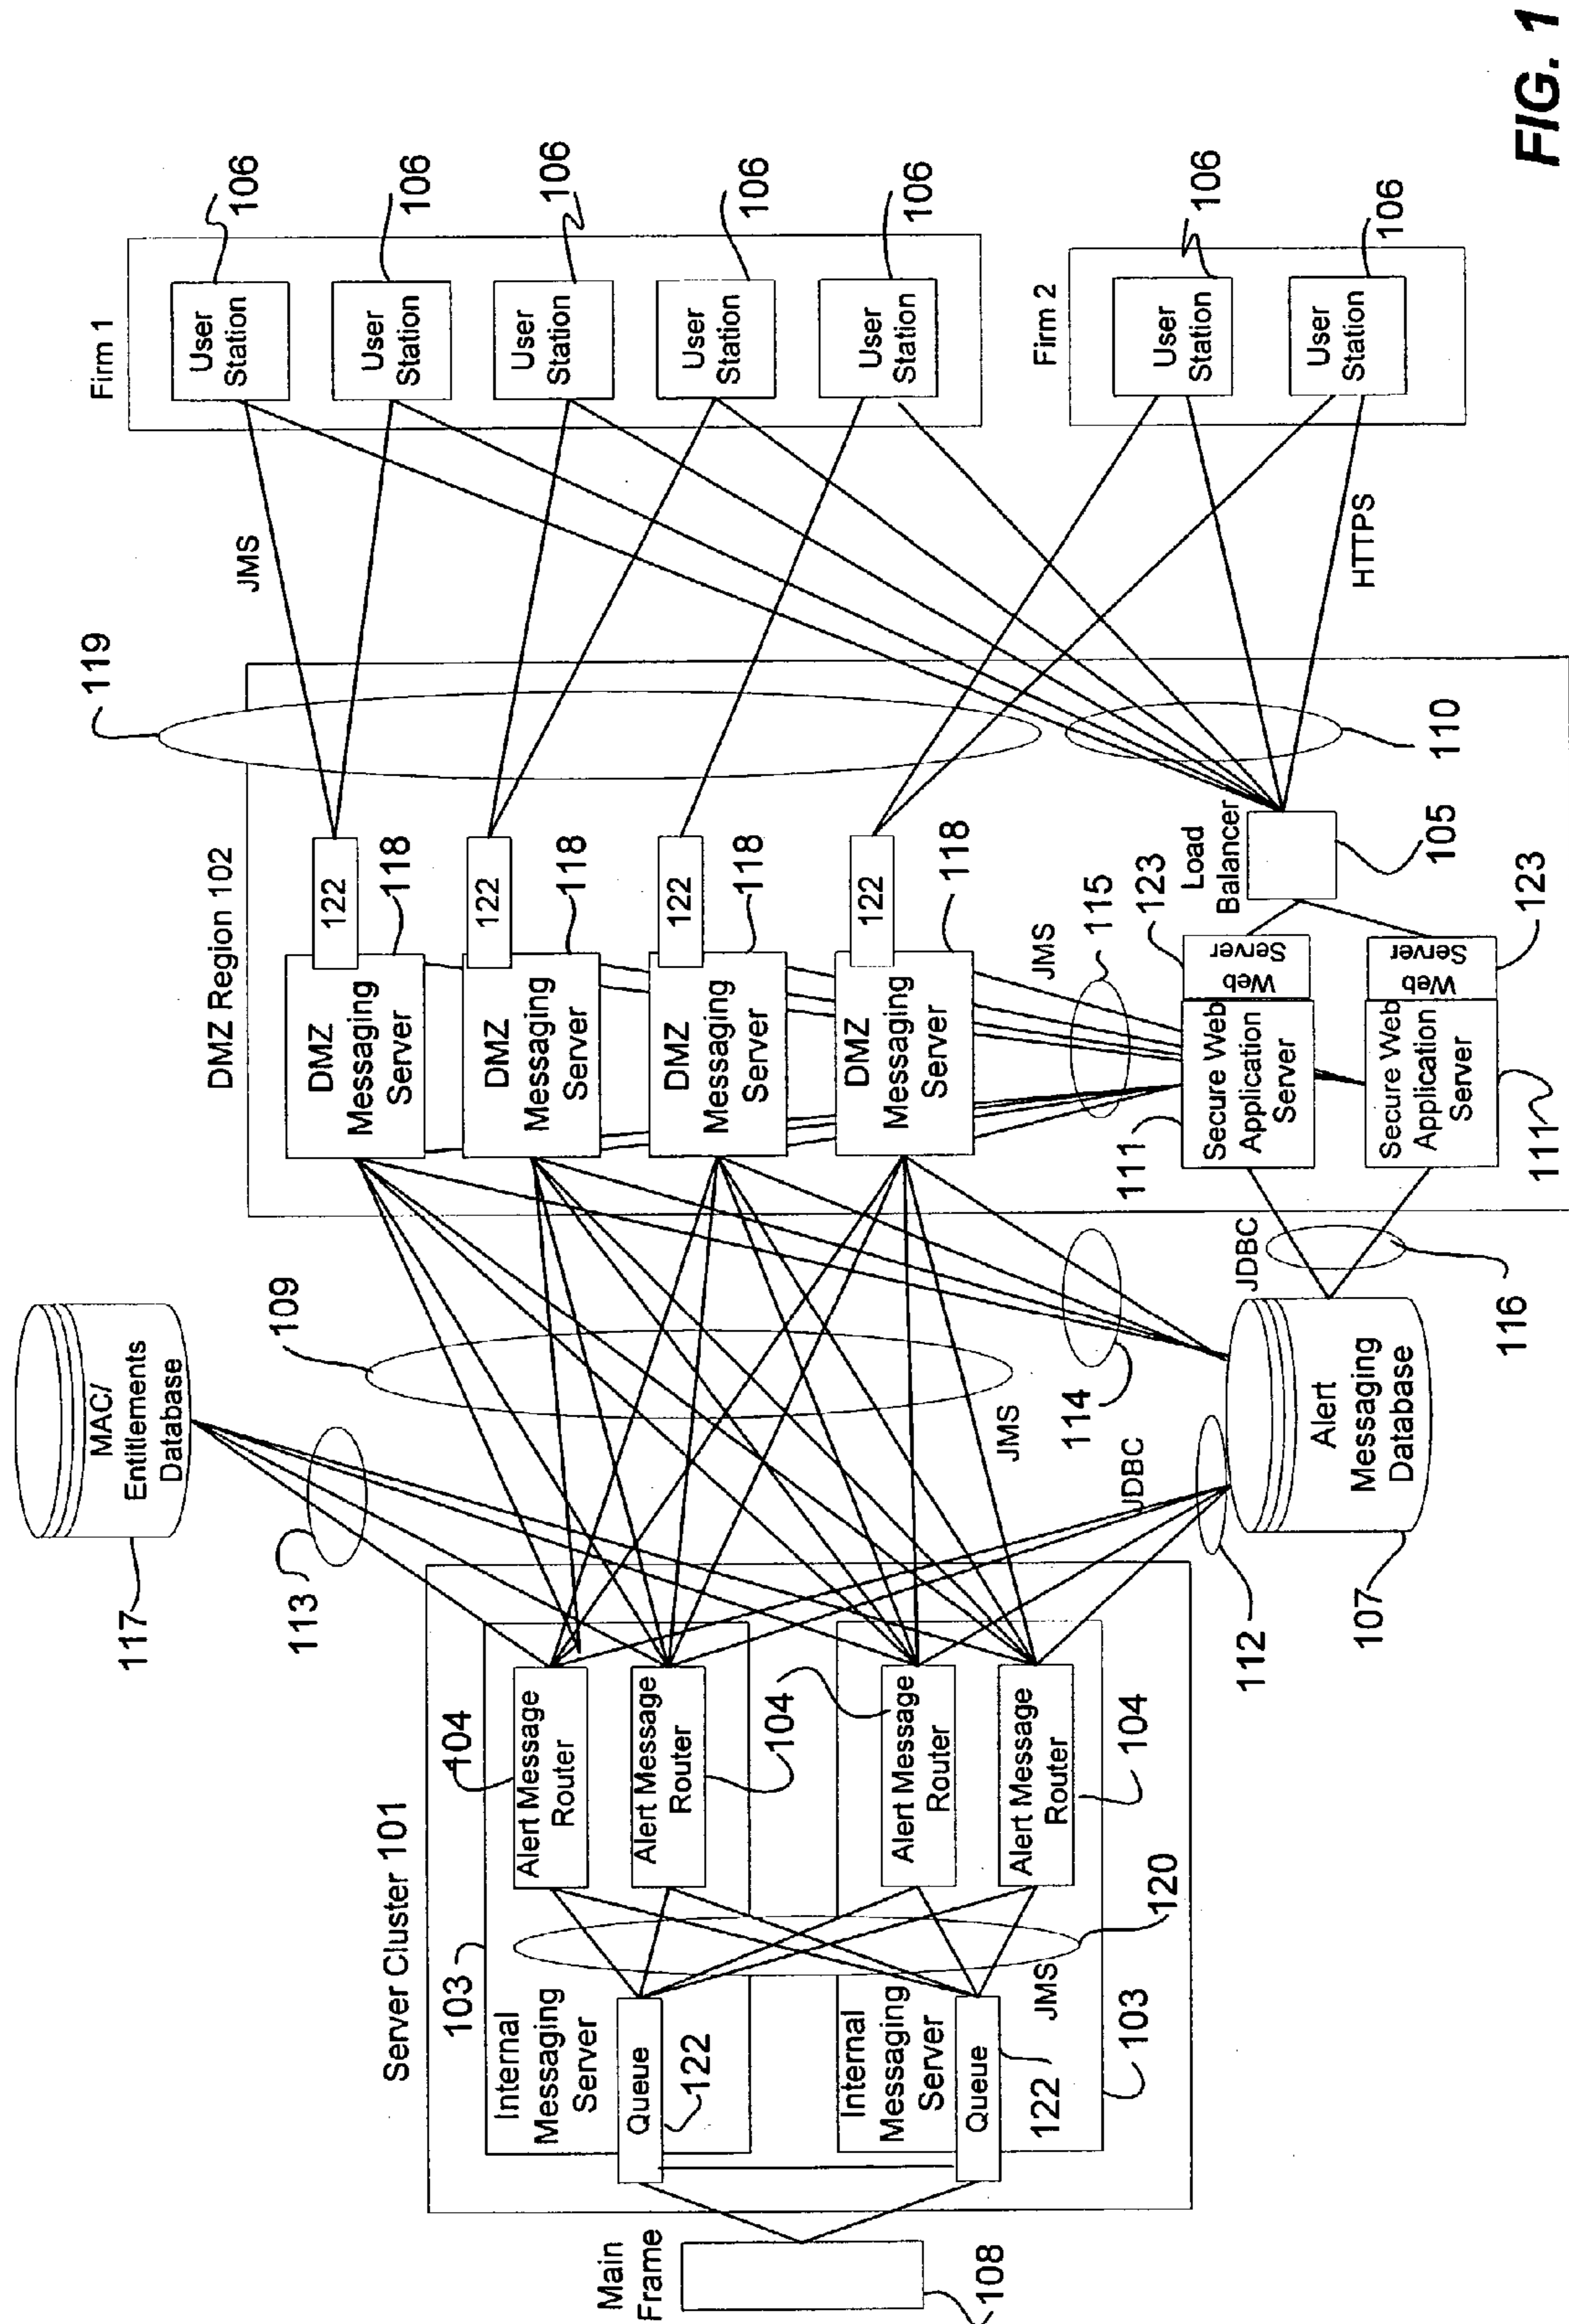 FIG. 1
Main
Frame
108
Server Cluster 101
103
Internal
Messaging
Server
Queue
122
104
Alert Message
Router
Alert Message
Router
104
Internal
Messaging
Server
Queue
122
JMS
103
104
Alert Message
Router
Alert Message
Router
104
120
117
MAC/
Entitlements
Database
113
109
JMS
JDBC
112
114
107
Alert
Messaging
Database
JDBC
116
DMZ Region 102
DMZ
Messaging
Server
122
118
DMZ
Messaging
Server
122
118
DMZ
Messaging
Server
122
118
DMZ
Messaging
Server
122
118
JMS
115
111
Secure Web
Application
Server
Web
Server
123
Secure Web
Application
Server
Web
Server
123
111
Load
Balancer
105
119
110
JMS
HTTPS
Firm 1
User
Station
106
User
Station
106
User
Station
106
User
Station
106
User
Station
106
Firm 2
User
Station
106
User
Station
106